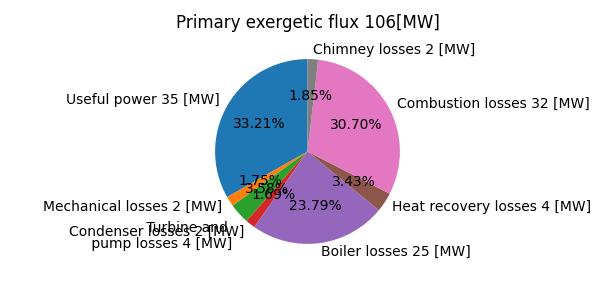 Primary exergetic flux 106[MW]
Chimney losses 2 [MW]
1.85%
Useful power 35 [MW]
33.21%
Combustion losses 32 [MW]
30.70%
1.75%
3.58%
1.69%
3.43%
23.79%
Mechanical losses 2 [MW]
Heat recovery losses 4 [MW]
Turbine and
pump losses 4 [MW]
Condenser losses 2 [MW]
Boiler losses 25 [MW]